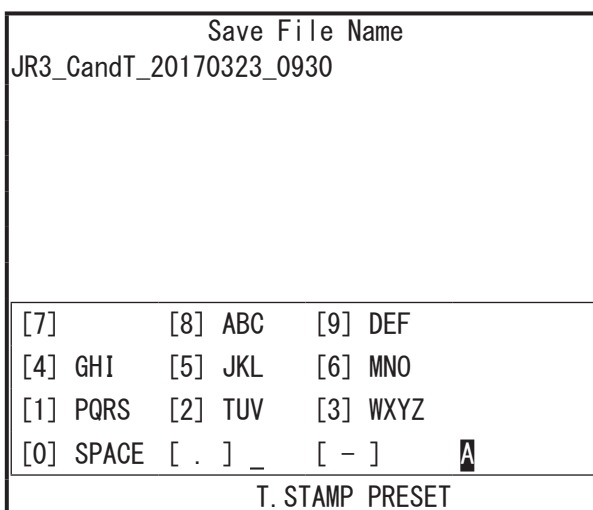 Save File Name
JR3_CandT_20170323_0930
[7] [8] ABC [9] DEF
[4] GHI [5] JKL [6] MNO
[1] PQRS [2] TUV [3] WXYZ
[0] SPACE [ . ] _ [ - ] A
T.STAMP PRESET